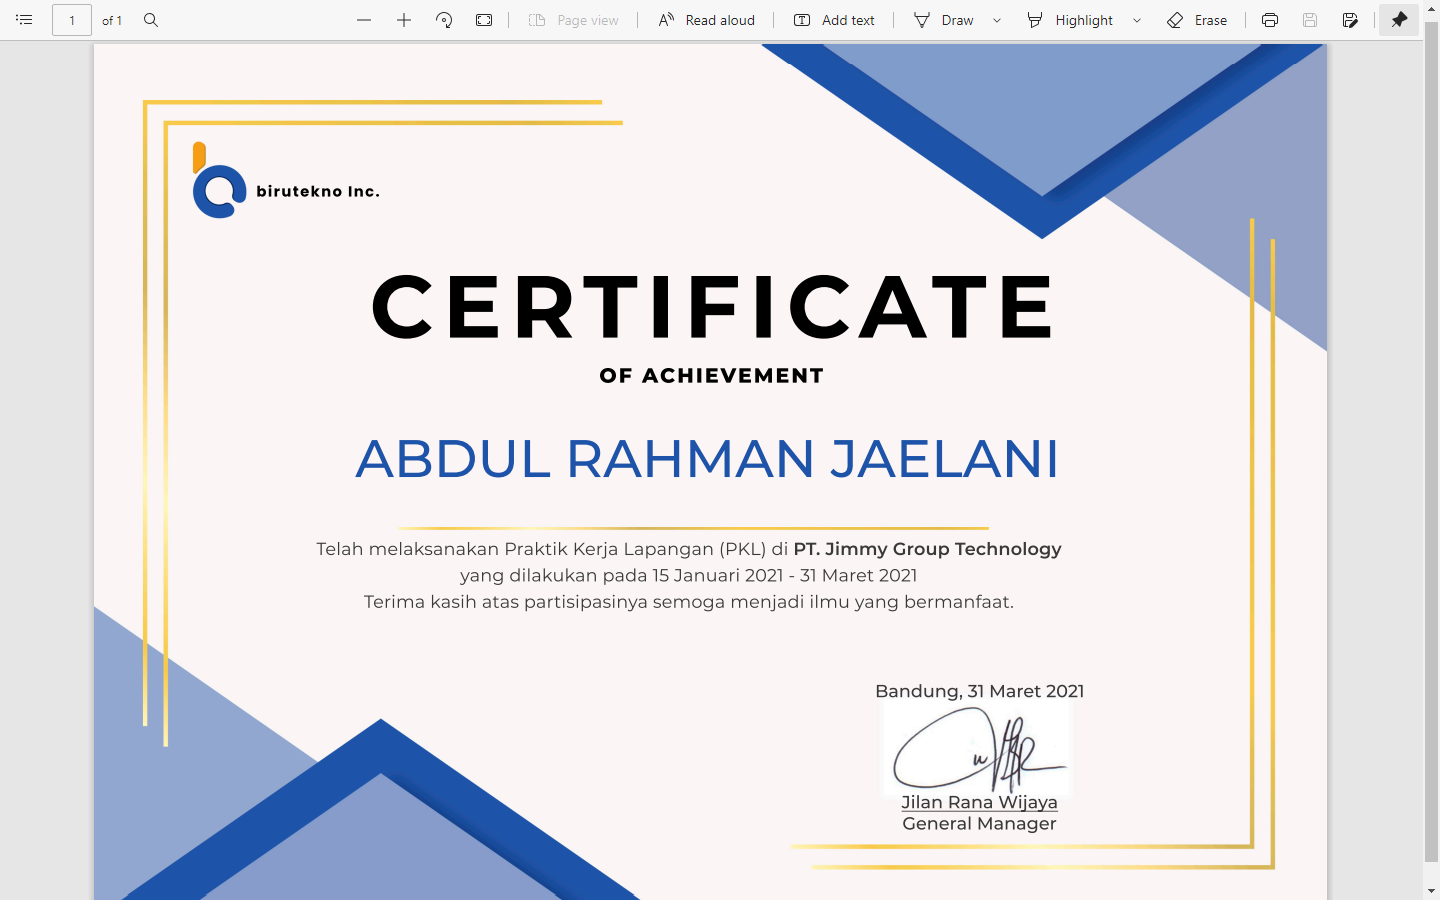 1 of 1 Page view Read aloud Add text Draw Highlight Erase
birutekno Inc.
CERTIFICATE
OF ACHIEVEMENT
ABDUL RAHMAN JAELANI
Telah melaksanakan Praktik Kerja Lapangan (PKL) di PT. Jimmy Group Technology
yang dilakukan pada 15 Januari 2021 - 31 Maret 2021
Terima kasih atas partisipasinya semoga menjadi ilmu yang bermanfaat.
Bandung, 31 Maret 2021
Jilan Rana Wijaya
General Manager